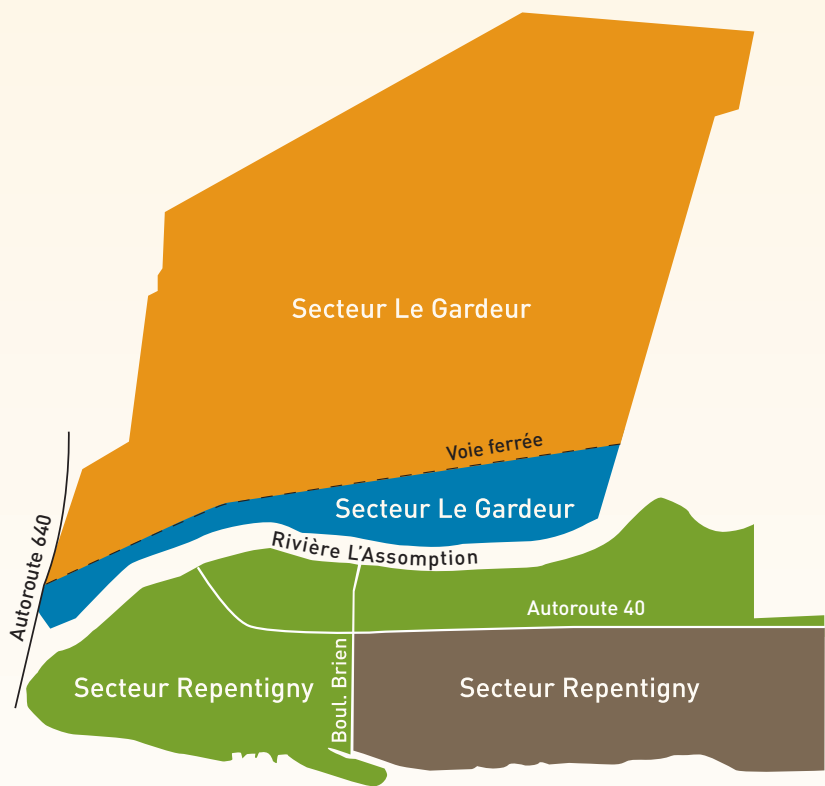 Secteur Le Gardeur
Voie ferrée
Secteur Le Gardeur
Autoroute 640
Rivière L'Assomption
Autoroute 40
Boul. Brien
Secteur Repentigny
Secteur Repentigny